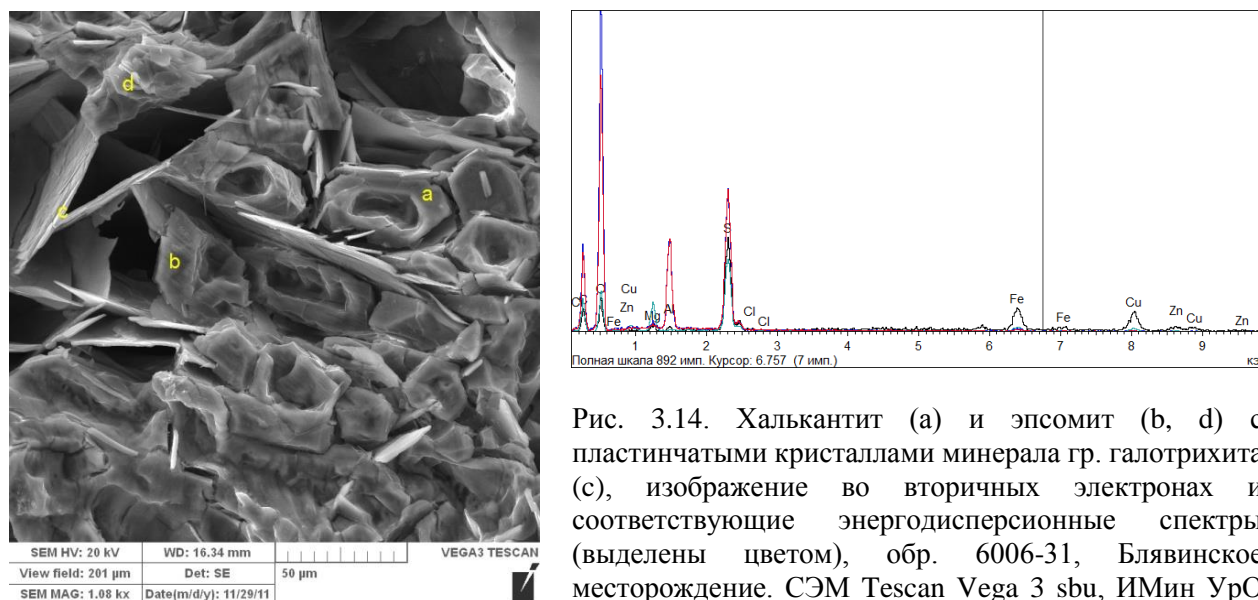 d
a
c
b
SEM HV: 20 kV WD: 16.34 mm VEGA3 TESCAN
View field: 201 µm Det: SE 50 µm
SEM MAG: 1.08 kx Date(m/d/y): 11/29/11
S
Cu Cl Fe Cu Zn
Zn Mg Al Cl Fe Cu Zn
Fe
1 2 3 4 5 6 7 8 9
Полная шкала 892 имп. Курсор: 6.757 (7 имп.)
Рис. 3.14. Халькантит (a) и эпсомит (b, d) с
пластинчатыми кристаллами минерала гр. галотрихита
(c), изображение во вторичных электронах и
соответствующие энергодисперсионные спектры
(выделены цветом), обр. 6006-31, Блявинское
месторождение. СЭМ Tescan Vega 3 sbu, ИМин УрО